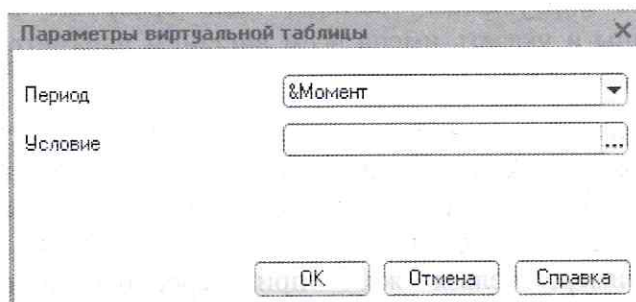 Параметры виртуальной таблицы
Период
&Момент
Условие
...
OK
Отмена
Справка